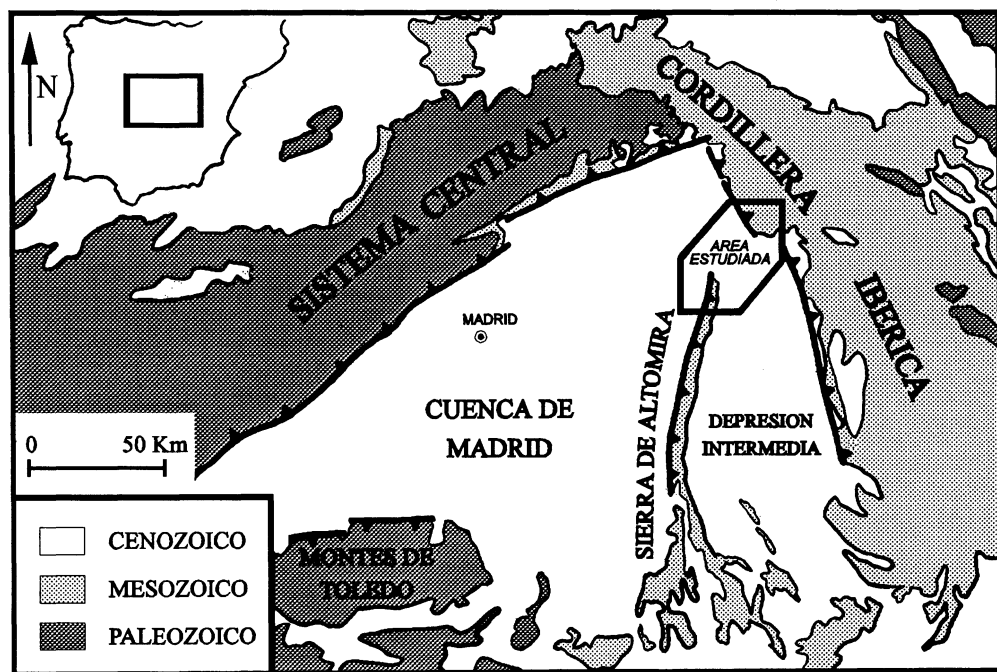 N
CORDILLERA
IBERICA
SISTEMA CENTRAL
AREA
ESTUDIADA
MADRID
CUENCA DE
MADRID
SIERRA DE ALTOMIRA
DEPRESION
INTERMEDIA
0 50 Km
MONTES DE
TOLEDO
CENOZOICO
MESOZOICO
PALEOZOICO